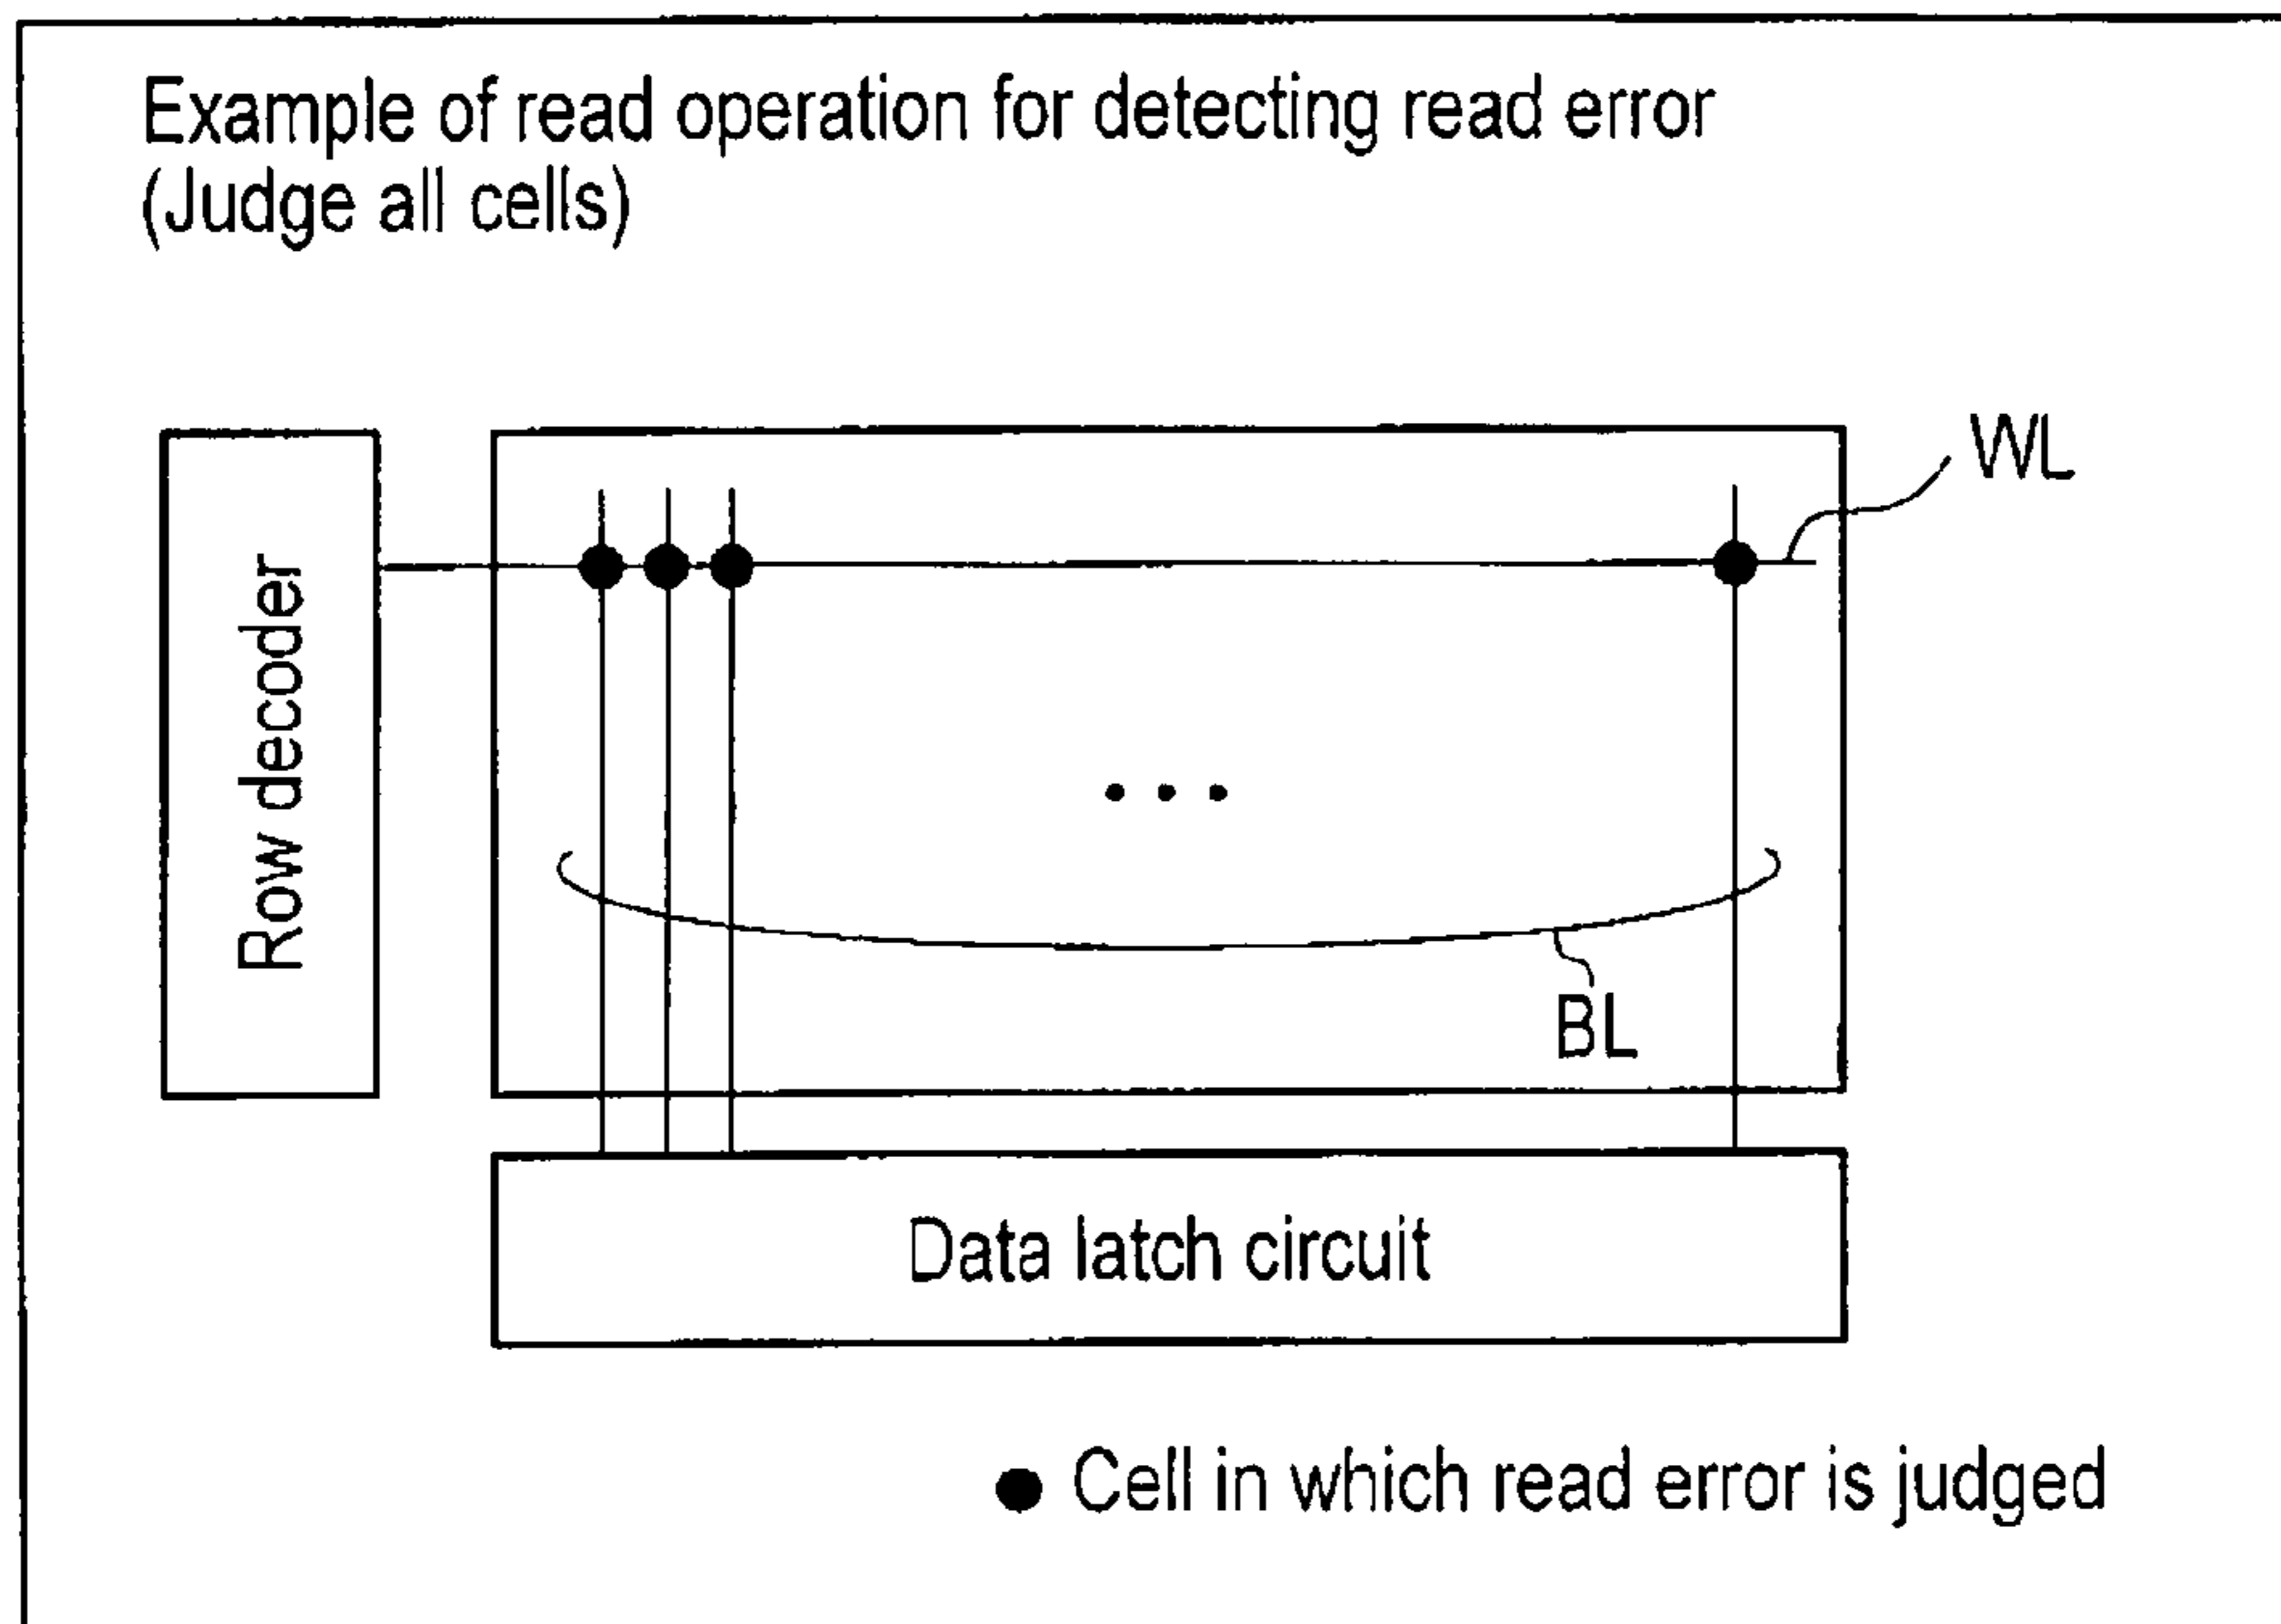 Example of read operation for detecting read error
(Judge all cells)
WL
Row decoder
BL
Data latch circuit
● Cell in which read error is judged